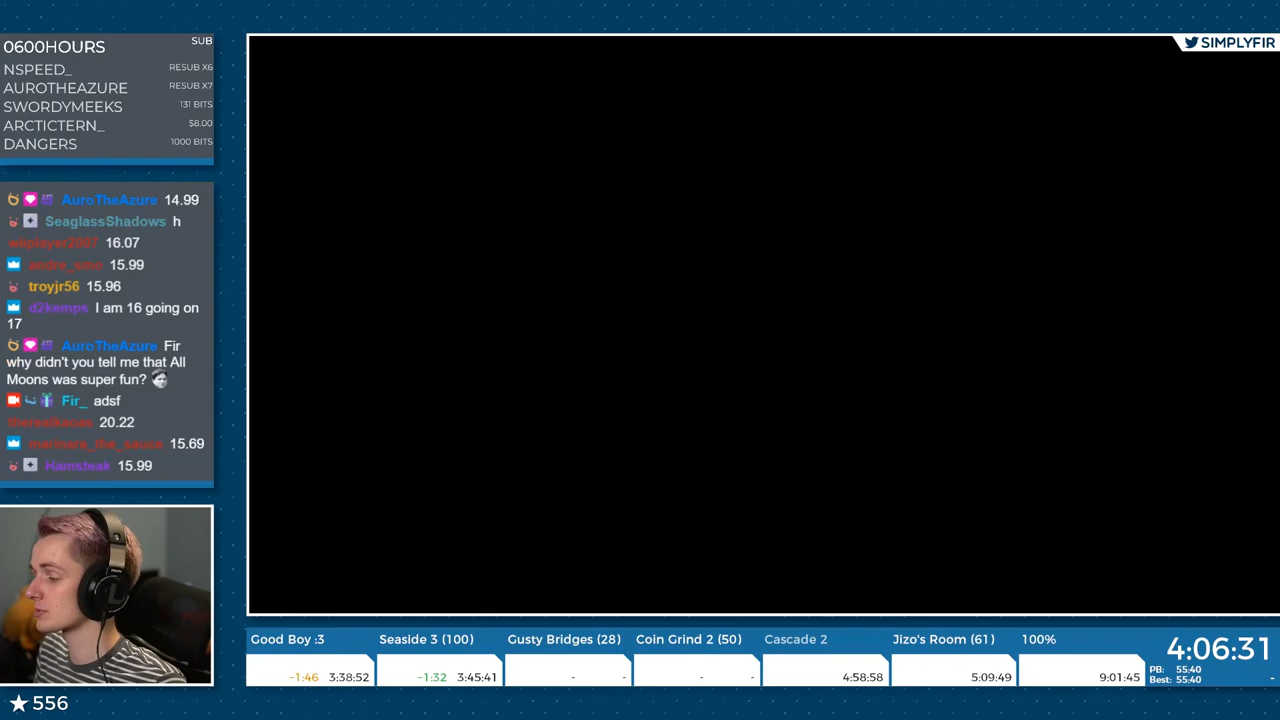 0600HOURS SUB
NSPEED_ RESUB X6
AUROTHEAZURE RESUB X7
SWORDYMEEKS 131 BITS
ARCTICTERN_ $8.00
DANGERS 1000 BITS
SIMPLYFIR
AuroTheAzure 14.99
SeaglassShadows h
wiiplayer2007 16.07
andre_smo 15.99
troyjr56 15.96
d2kemps I am 16 going on
17
AuroTheAzure Fir
why didn't you tell me that All
Moons was super fun?
Fir_ adsf
20.22
marinara_the_sauce 15.69
Hamsteak 15.99
Good Boy :3 Seaside 3 (100) Gusty Bridges (28) Coin Grind 2 (50) Cascade 2 Jizo's Room (61) 100%
−1:46 3:38:52 −1:32 3:45:41 - - - - 4:58:58 5:09:49 9:01:45
4:06:31
PB: 55:40
Best: 55:40 -
★ 556